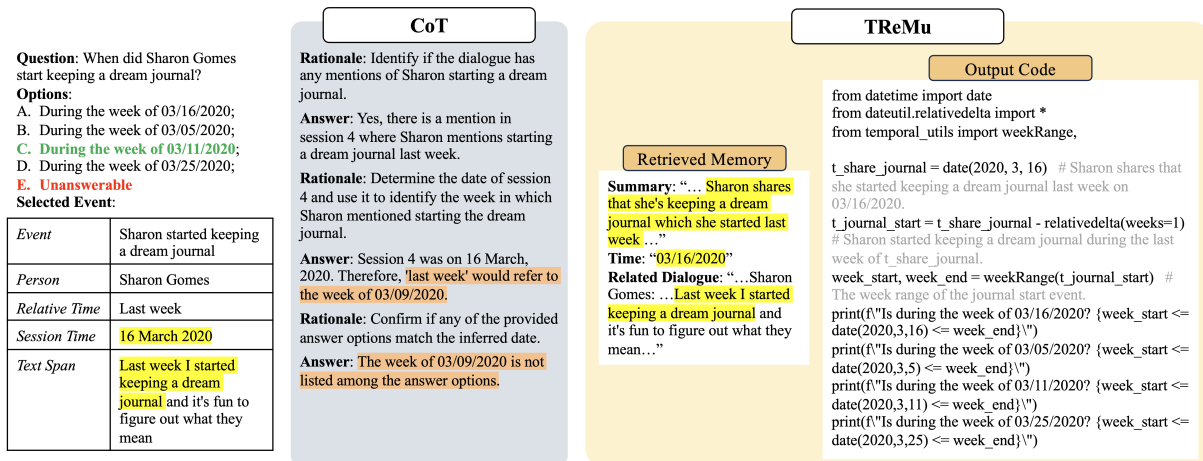 Question: When did Sharon Gomes
start keeping a dream journal?
Options:
A. During the week of 03/16/2020;
B. During the week of 03/05/2020;
C. During the week of 03/11/2020;
D. During the week of 03/25/2020;
E. Unanswerable
Selected Event:
Event
Sharon started keeping
a dream journal
Person
Sharon Gomes
Relative Time
Last week
Session Time
16 March 2020
Text Span
Last week I started
keeping a dream
journal and it's fun to
figure out what they
mean
CoT
Rationale: Identify if the dialogue has
any mentions of Sharon starting a dream
journal.
Answer: Yes, there is a mention in
session 4 where Sharon mentions starting
a dream journal last week.
Rationale: Determine the date of session
4 and use it to identify the week in which
Sharon mentioned starting the dream
journal.
Answer: Session 4 was on 16 March,
2020. Therefore, 'last week' would refer to
the week of 03/09/2020.
Rationale: Confirm if any of the provided
answer options match the inferred date.
Answer: The week of 03/09/2020 is not
listed among the answer options.
TReMu
Retrieved Memory
Summary: “… Sharon shares
that she's keeping a dream
journal which she started last
week …”
Time: “03/16/2020”
Related Dialogue: “…Sharon
Gomes: …Last week I started
keeping a dream journal and
it's fun to figure out what they
mean…”
Output Code
from datetime import date
from dateutil.relativedelta import *
from temporal_utils import weekRange,
t_share_journal = date(2020, 3, 16) # Sharon shares that
she started keeping a dream journal last week on
03/16/2020.
t_journal_start = t_share_journal - relativedelta(weeks=1)
# Sharon started keeping a dream journal during the last
week of t_share_journal.
week_start, week_end = weekRange(t_journal_start) #
The week range of the journal start event.
print(f\"Is during the week of 03/16/2020? {week_start <=
date(2020,3,16) <= week_end}\")
print(f\"Is during the week of 03/05/2020? {week_start <=
date(2020,3,5) <= week_end}\")
print(f\"Is during the week of 03/11/2020? {week_start <=
date(2020,3,11) <= week_end}\")
print(f\"Is during the week of 03/25/2020? {week_start <=
date(2020,3,25) <= week_end}\")